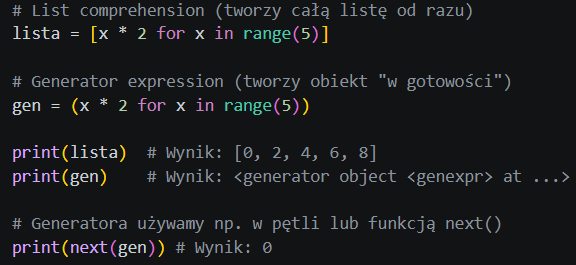 # List comprehension (tworzy całą listę od razu)
lista = [x * 2 for x in range(5)]
# Generator expression (tworzy obiekt "w gotowości")
gen = (x * 2 for x in range(5))
print(lista)  # Wynik: [0, 2, 4, 6, 8]
print(gen)    # Wynik: <generator object <genexpr> at ...>
# Generatora używamy np. w pętli lub funkcją next()
print(next(gen)) # Wynik: 0